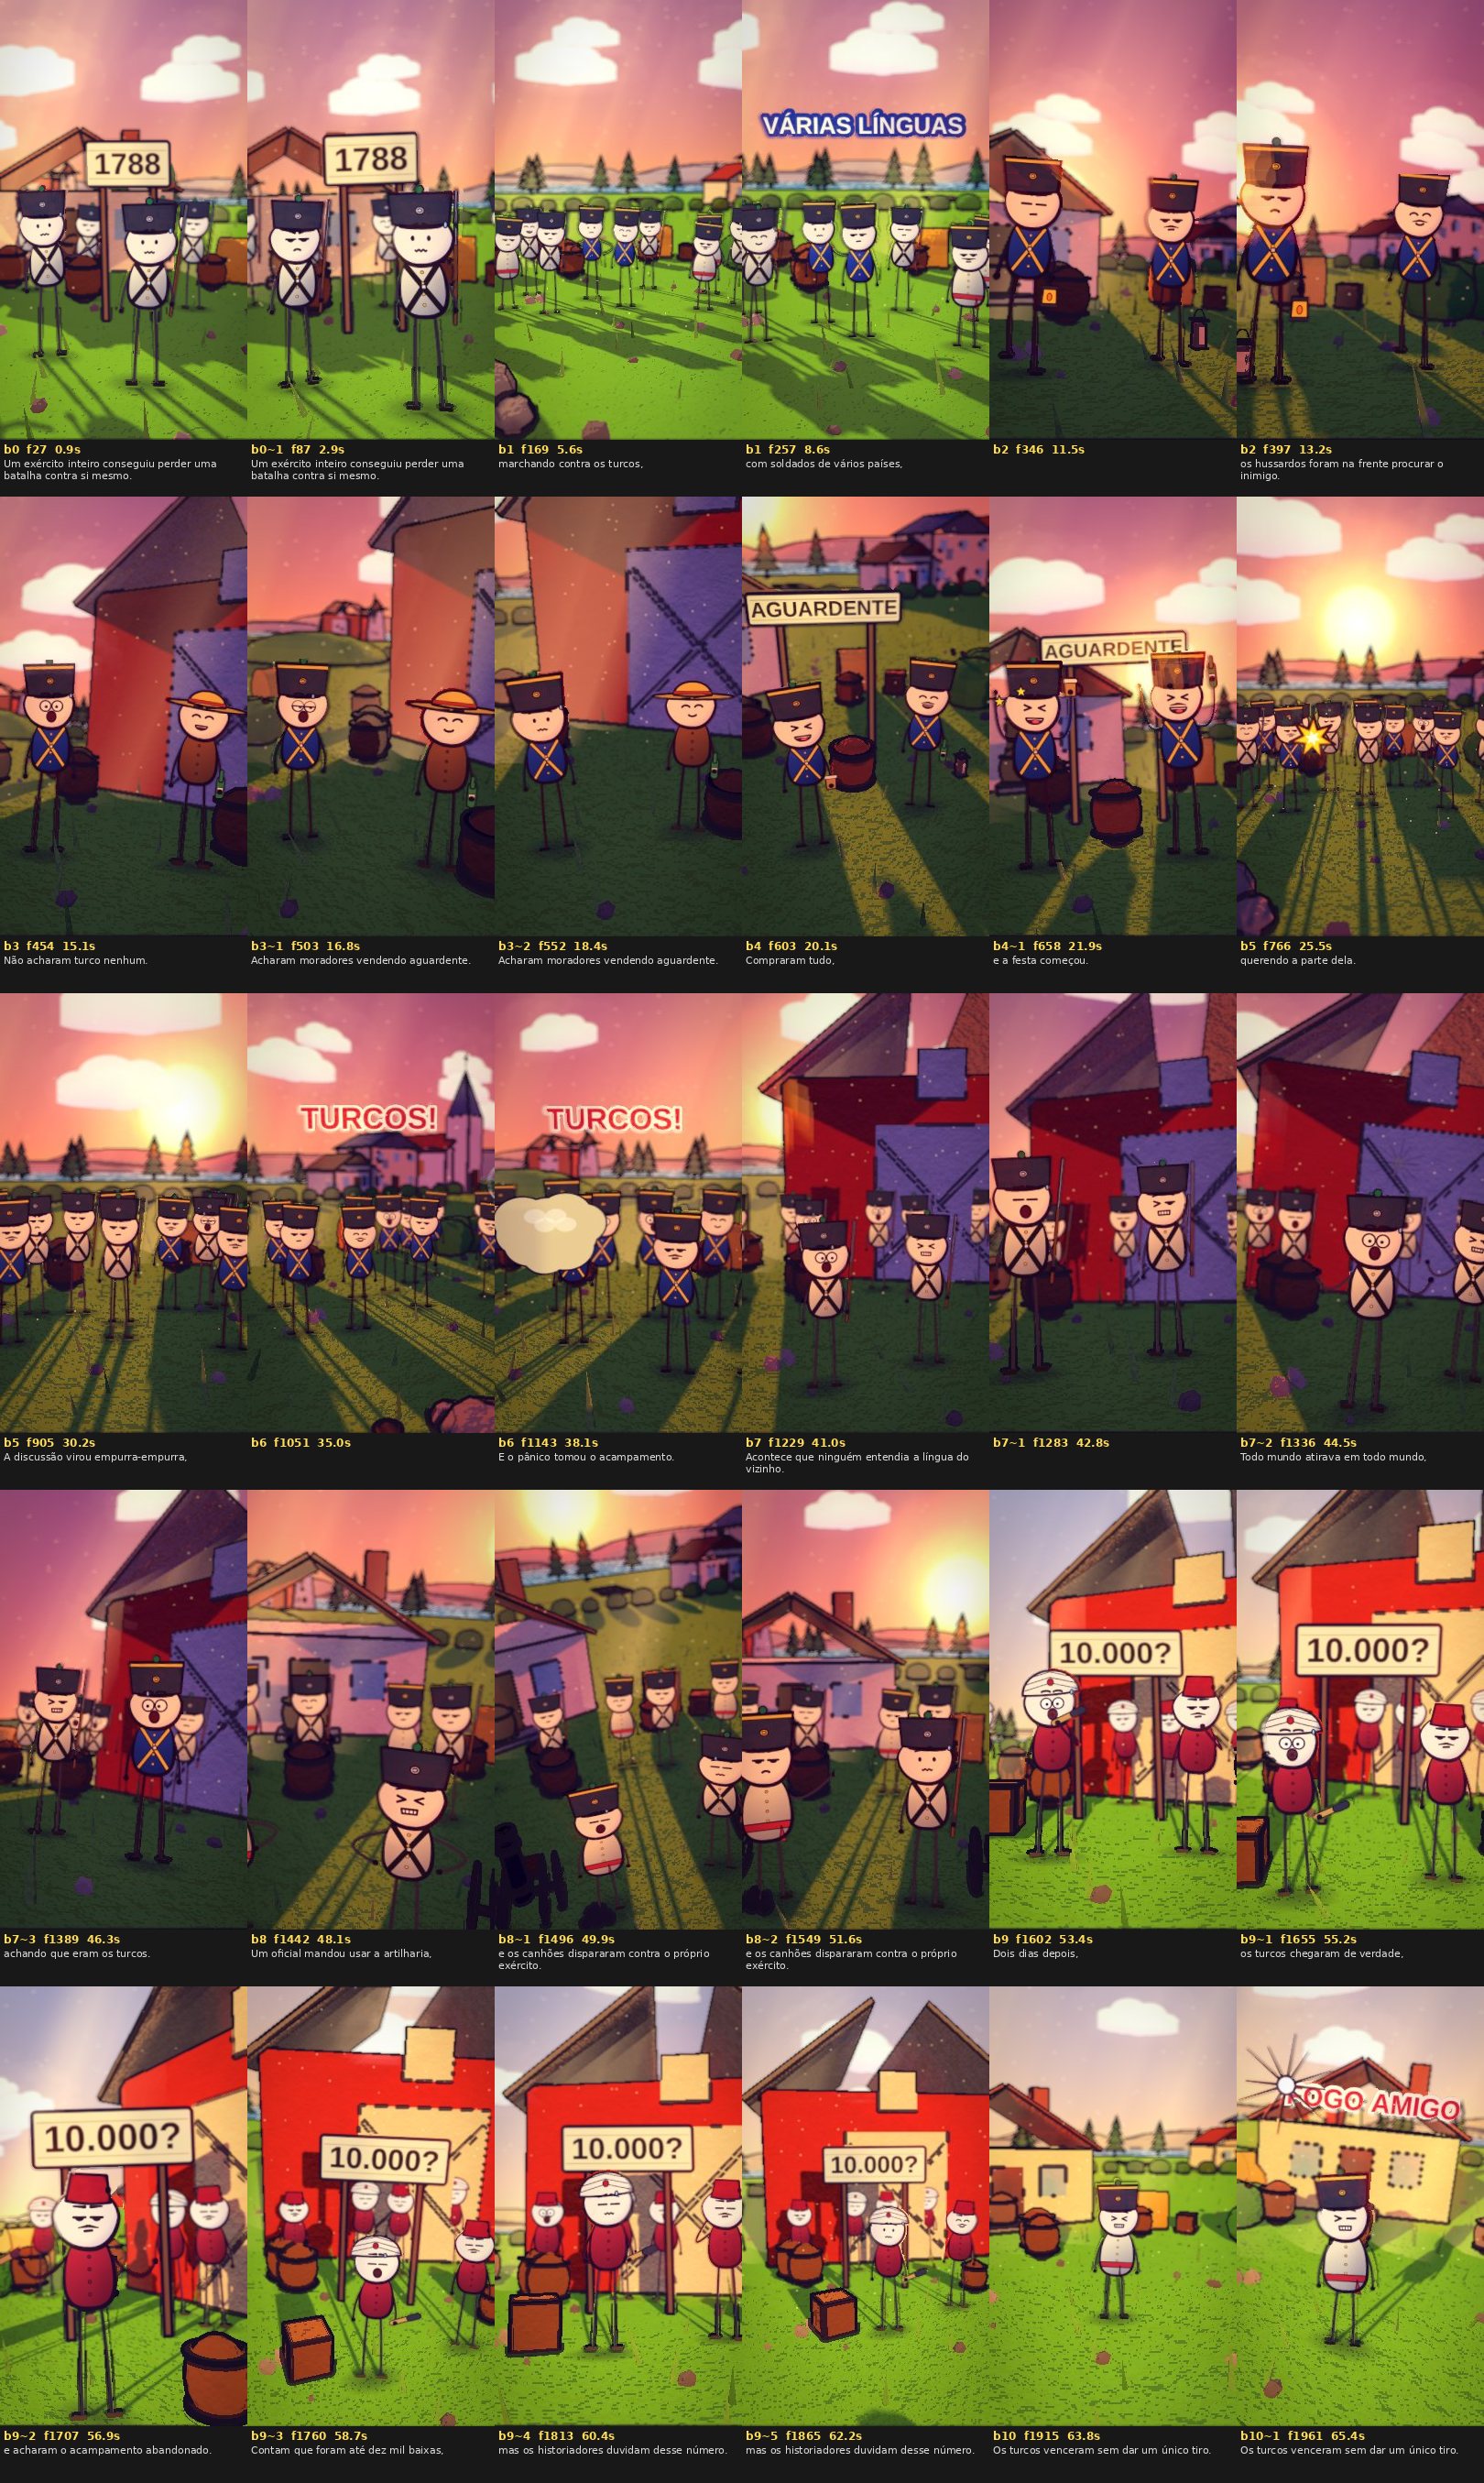 1788
1788
VÁRIAS LÍNGUAS
0
0
b0 f27 0.9s
Um exército inteiro conseguiu perder uma
batalha contra si mesmo.
b0~1 f87 2.9s
Um exército inteiro conseguiu perder uma
batalha contra si mesmo.
b1 f169 5.6s
marchando contra os turcos,
b1 f257 8.6s
com soldados de vários países,
b2 f346 11.5s
b2 f397 13.2s
os hussardos foram na frente procurar o
inimigo.
AGUARDENTE
AGUARDENTE
b3 f454 15.1s
Não acharam turco nenhum.
b3~1 f503 16.8s
Acharam moradores vendendo aguardente.
b3~2 f552 18.4s
Acharam moradores vendendo aguardente.
b4 f603 20.1s
Compraram tudo,
b4~1 f658 21.9s
e a festa começou.
b5 f766 25.5s
querendo a parte dela.
TURCOS!
TURCOS!
b5 f905 30.2s
A discussão virou empurra-empurra,
b6 f1051 35.0s
b6 f1143 38.1s
E o pânico tomou o acampamento.
b7 f1229 41.0s
Acontece que ninguém entendia a língua do
vizinho.
b7~1 f1283 42.8s
b7~2 f1336 44.5s
Todo mundo atirava em todo mundo,
10.000?
10.000?
b7~3 f1389 46.3s
achando que eram os turcos.
b8 f1442 48.1s
Um oficial mandou usar a artilharia,
b8~1 f1496 49.9s
e os canhões dispararam contra o próprio
exército.
b8~2 f1549 51.6s
e os canhões dispararam contra o próprio
exército.
b9 f1602 53.4s
Dois dias depois,
b9~1 f1655 55.2s
os turcos chegaram de verdade,
10.000?
10.000?
10.000?
10.000?
FOGO AMIGO
b9~2 f1707 56.9s
e acharam o acampamento abandonado.
b9~3 f1760 58.7s
Contam que foram até dez mil baixas,
b9~4 f1813 60.4s
mas os historiadores duvidam desse número.
b9~5 f1865 62.2s
mas os historiadores duvidam desse número.
b10 f1915 63.8s
Os turcos venceram sem dar um único tiro.
b10~1 f1961 65.4s
Os turcos venceram sem dar um único tiro.